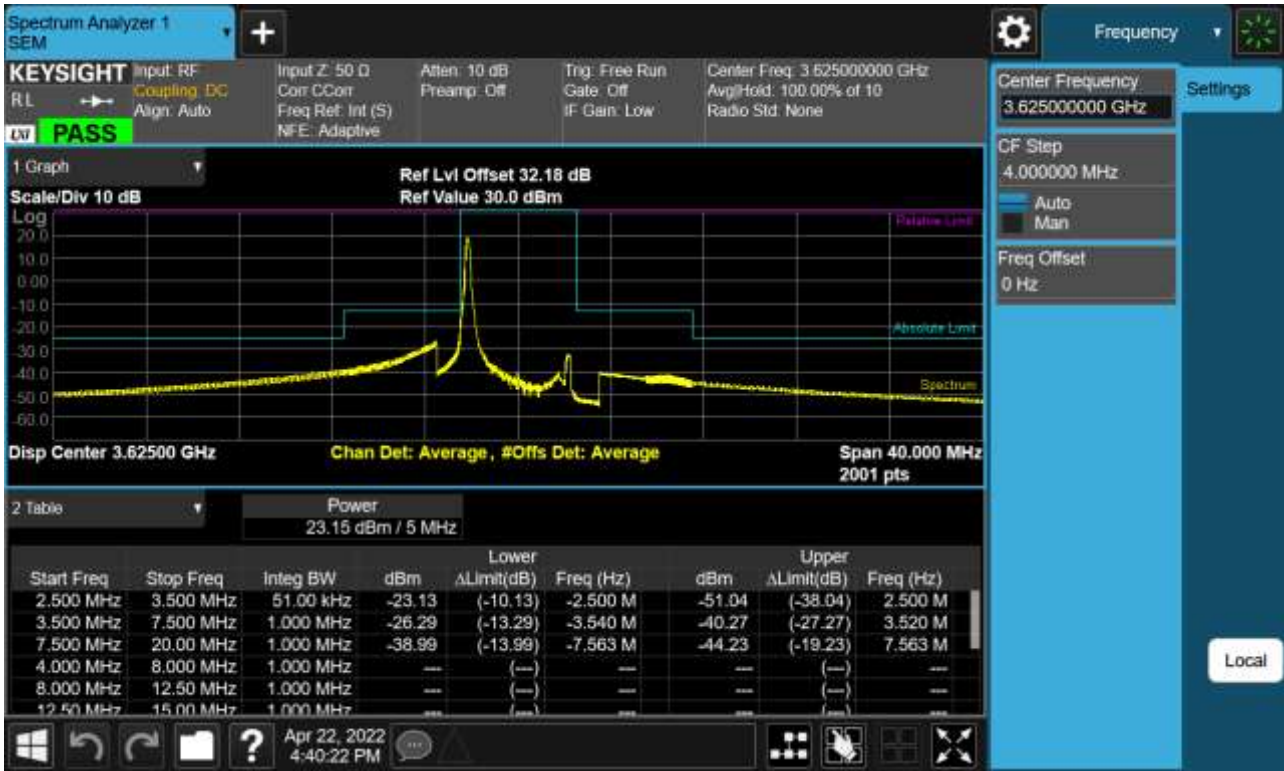 Spectrum Analyzer 1
SEM
+
Frequency
KEYSIGHT
RL
LXI
PASS
Input: RF
Coupling: DC
Align: Auto
Input Z: 50 Ω
Corr CCorr
Freq Ref: Int (S)
NFE: Adaptive
Atten: 10 dB
Preamp: Off
Trig: Free Run
Gate: Off
IF Gain: Low
Center Freq: 3.625000000 GHz
Avg|Hold: 100.00% of 10
Radio Std: None
Center Frequency
3.625000000 GHz
Settings
CF Step
4.000000 MHz
Auto
Man
Freq Offset
0 Hz
Local
1 Graph
Scale/Div 10 dB
Ref Lvl Offset 32.18 dB
Ref Value 30.0 dBm
Log
20.0
10.0
0.00
-10.0
-20.0
-30.0
-40.0
-50.0
-60.0
Relative Limit
Absolute Limit
Spectrum
Disp Center 3.62500 GHz
Chan Det: Average, #Offs Det: Average
Span 40.000 MHz
2001 pts
2 Table
Power
23.15 dBm / 5 MHz
Lower Upper
Start Freq Stop Freq Integ BW dBm ΔLimit(dB) Freq (Hz) dBm ΔLimit(dB) Freq (Hz)
2.500 MHz 3.500 MHz 51.00 kHz -23.13 (-10.13) -2.500 M -51.04 (-38.04) 2.500 M
3.500 MHz 7.500 MHz 1.000 MHz -26.29 (-13.29) -3.540 M -40.27 (-27.27) 3.520 M
7.500 MHz 20.00 MHz 1.000 MHz -38.99 (-13.99) -7.563 M -44.23 (-19.23) 7.563 M
4.000 MHz 8.000 MHz 1.000 MHz --- (---) --- --- (---) ---
8.000 MHz 12.50 MHz 1.000 MHz --- (---) --- --- (---) ---
12.50 MHz 15.00 MHz 1.000 MHz --- (---) --- --- (---) ---
?
Apr 22, 2022
4:40:22 PM